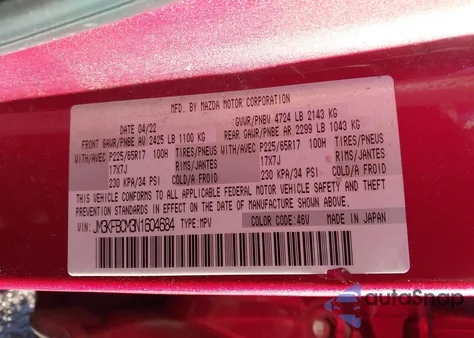 MFD. BY MAZDA MOTOR CORPORATION
DATE 04/22 GVWR/PNBV 4724 LB 2143 KG
FRONT GAWR/PNBE AV 2425 LB 1100 KG REAR GAWR/PNBE AR 2299 LB 1043 KG
WITH/AVEC P225/65R17 100H TIRES/PNEUS WITH/AVEC P225/65R17 100H TIRES/PNEUS
17X7J RIMS/JANTES 17X7J RIMS/JANTES
230 KPA/34 PSI COLD/A FROID 230 KPA/34 PSI COLD/A FROID
THIS VEHICLE CONFORMS TO ALL APPLICABLE FEDERAL MOTOR VEHICLE SAFETY AND THEFT
PREVENTION STANDARDS IN EFFECT ON THE DATE OF MANUFACTURE SHOWN ABOVE.
VIN: JM3KFBCM3N1604684 TYPE:MPV COLOR CODE:46V MADE IN JAPAN
autoSnap